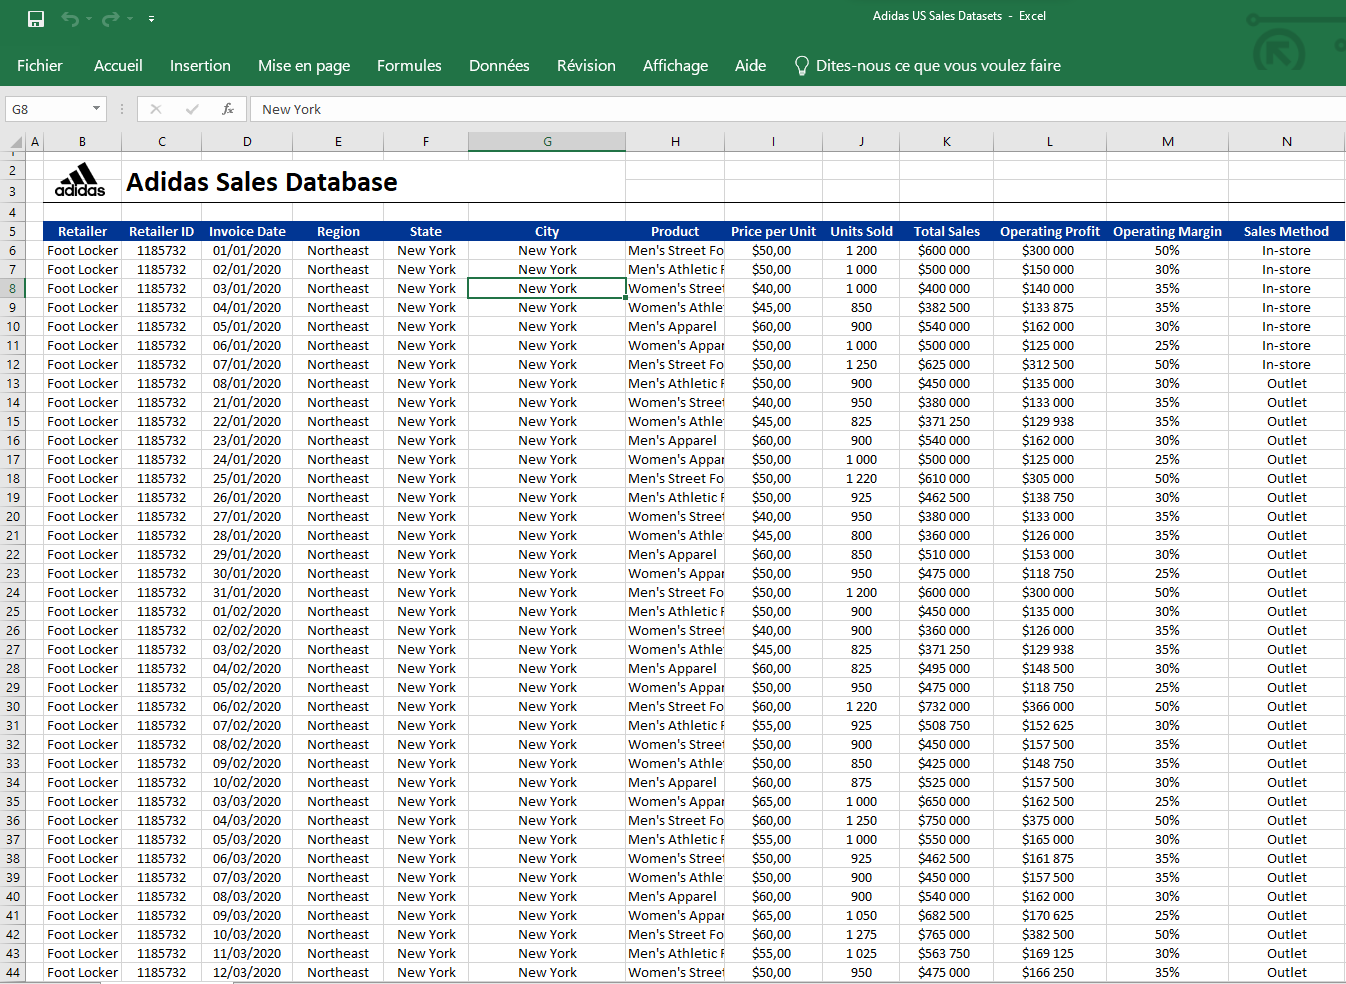 Adidas US Sales Datasets - Excel
Fichier Accueil Insertion Mise en page Formules Données Révision Affichage Aide Dites-nous ce que vous voulez faire
G8 fx New York
A B C D E F G H I J K L M N
1
2 adidas Adidas Sales Database
3
4
5 Retailer Retailer ID Invoice Date Region State City Product Price per Unit Units Sold Total Sales Operating Profit Operating Margin Sales Method
6 Foot Locker 1185732 01/01/2020 Northeast New York New York Men's Street Fo $50,00 1 200 $600 000 $300 000 50% In-store
7 Foot Locker 1185732 02/01/2020 Northeast New York New York Men's Athletic F $50,00 1 000 $500 000 $150 000 30% In-store
8 Foot Locker 1185732 03/01/2020 Northeast New York New York Women's Street $40,00 1 000 $400 000 $140 000 35% In-store
9 Foot Locker 1185732 04/01/2020 Northeast New York New York Women's Athle $45,00 850 $382 500 $133 875 35% In-store
10 Foot Locker 1185732 05/01/2020 Northeast New York New York Men's Apparel $60,00 900 $540 000 $162 000 30% In-store
11 Foot Locker 1185732 06/01/2020 Northeast New York New York Women's Appar $50,00 1 000 $500 000 $125 000 25% In-store
12 Foot Locker 1185732 07/01/2020 Northeast New York New York Men's Street Fo $50,00 1 250 $625 000 $312 500 50% In-store
13 Foot Locker 1185732 08/01/2020 Northeast New York New York Men's Athletic F $50,00 900 $450 000 $135 000 30% Outlet
14 Foot Locker 1185732 21/01/2020 Northeast New York New York Women's Street $40,00 950 $380 000 $133 000 35% Outlet
15 Foot Locker 1185732 22/01/2020 Northeast New York New York Women's Athle $45,00 825 $371 250 $129 938 35% Outlet
16 Foot Locker 1185732 23/01/2020 Northeast New York New York Men's Apparel $60,00 900 $540 000 $162 000 30% Outlet
17 Foot Locker 1185732 24/01/2020 Northeast New York New York Women's Appar $50,00 1 000 $500 000 $125 000 25% Outlet
18 Foot Locker 1185732 25/01/2020 Northeast New York New York Men's Street Fo $50,00 1 220 $610 000 $305 000 50% Outlet
19 Foot Locker 1185732 26/01/2020 Northeast New York New York Men's Athletic F $50,00 925 $462 500 $138 750 30% Outlet
20 Foot Locker 1185732 27/01/2020 Northeast New York New York Women's Street $40,00 950 $380 000 $133 000 35% Outlet
21 Foot Locker 1185732 28/01/2020 Northeast New York New York Women's Athle $45,00 800 $360 000 $126 000 35% Outlet
22 Foot Locker 1185732 29/01/2020 Northeast New York New York Men's Apparel $60,00 850 $510 000 $153 000 30% Outlet
23 Foot Locker 1185732 30/01/2020 Northeast New York New York Women's Appar $50,00 950 $475 000 $118 750 25% Outlet
24 Foot Locker 1185732 31/01/2020 Northeast New York New York Men's Street Fo $50,00 1 200 $600 000 $300 000 50% Outlet
25 Foot Locker 1185732 01/02/2020 Northeast New York New York Men's Athletic F $50,00 900 $450 000 $135 000 30% Outlet
26 Foot Locker 1185732 02/02/2020 Northeast New York New York Women's Street $40,00 900 $360 000 $126 000 35% Outlet
27 Foot Locker 1185732 03/02/2020 Northeast New York New York Women's Athle $45,00 825 $371 250 $129 938 35% Outlet
28 Foot Locker 1185732 04/02/2020 Northeast New York New York Men's Apparel $60,00 825 $495 000 $148 500 30% Outlet
29 Foot Locker 1185732 05/02/2020 Northeast New York New York Women's Appar $50,00 950 $475 000 $118 750 25% Outlet
30 Foot Locker 1185732 06/02/2020 Northeast New York New York Men's Street Fo $60,00 1 220 $732 000 $366 000 50% Outlet
31 Foot Locker 1185732 07/02/2020 Northeast New York New York Men's Athletic F $55,00 925 $508 750 $152 625 30% Outlet
32 Foot Locker 1185732 08/02/2020 Northeast New York New York Women's Street $50,00 900 $450 000 $157 500 35% Outlet
33 Foot Locker 1185732 09/02/2020 Northeast New York New York Women's Athle $50,00 850 $425 000 $148 750 35% Outlet
34 Foot Locker 1185732 10/02/2020 Northeast New York New York Men's Apparel $60,00 875 $525 000 $157 500 30% Outlet
35 Foot Locker 1185732 03/03/2020 Northeast New York New York Women's Appar $65,00 1 000 $650 000 $162 500 25% Outlet
36 Foot Locker 1185732 04/03/2020 Northeast New York New York Men's Street Fo $60,00 1 250 $750 000 $375 000 50% Outlet
37 Foot Locker 1185732 05/03/2020 Northeast New York New York Men's Athletic F $55,00 1 000 $550 000 $165 000 30% Outlet
38 Foot Locker 1185732 06/03/2020 Northeast New York New York Women's Street $50,00 925 $462 500 $161 875 35% Outlet
39 Foot Locker 1185732 07/03/2020 Northeast New York New York Women's Athle $50,00 900 $450 000 $157 500 35% Outlet
40 Foot Locker 1185732 08/03/2020 Northeast New York New York Men's Apparel $60,00 900 $540 000 $162 000 30% Outlet
41 Foot Locker 1185732 09/03/2020 Northeast New York New York Women's Appar $65,00 1 050 $682 500 $170 625 25% Outlet
42 Foot Locker 1185732 10/03/2020 Northeast New York New York Men's Street Fo $60,00 1 275 $765 000 $382 500 50% Outlet
43 Foot Locker 1185732 11/03/2020 Northeast New York New York Men's Athletic F $55,00 1 025 $563 750 $169 125 30% Outlet
44 Foot Locker 1185732 12/03/2020 Northeast New York New York Women's Street $50,00 950 $475 000 $166 250 35% Outlet